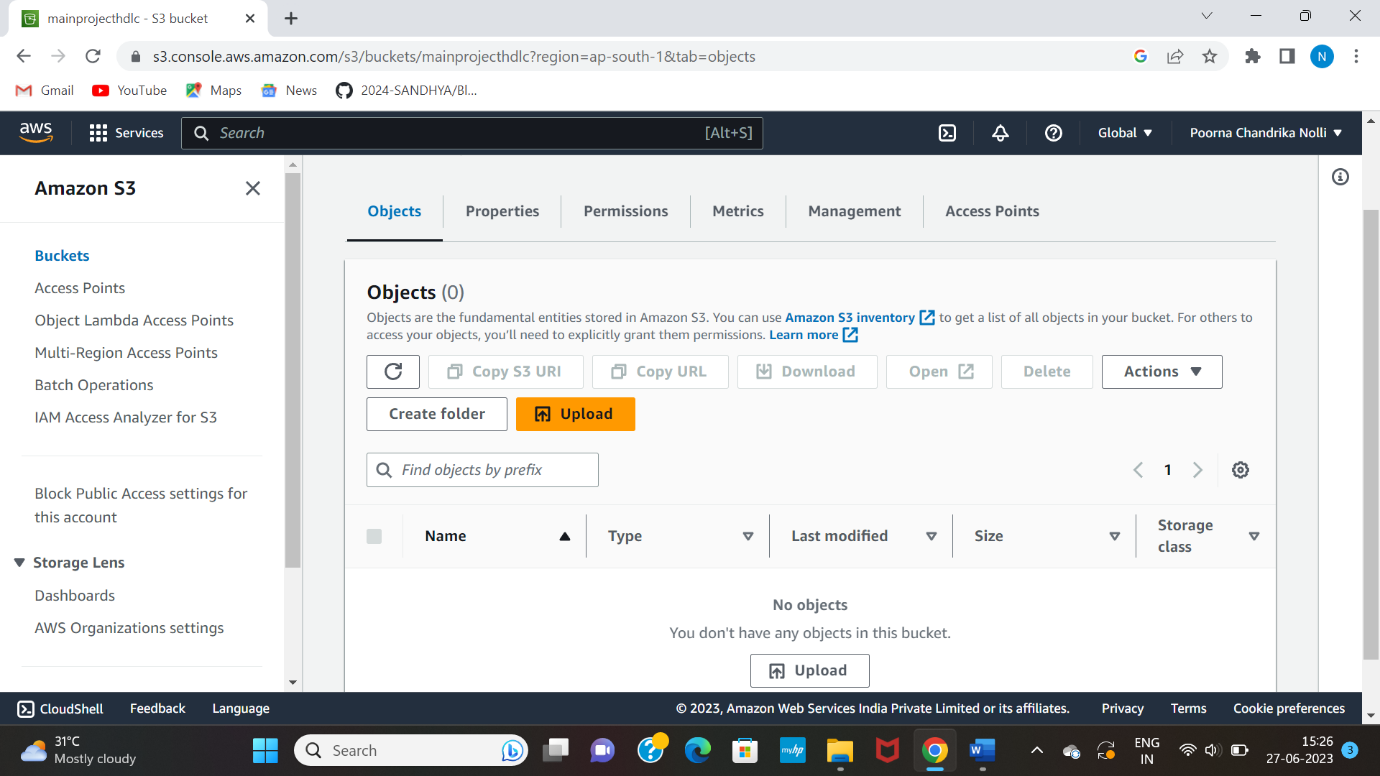 mainprojecthdlc - S3 bucket
s3.console.aws.amazon.com/s3/buckets/mainprojecthdlc?region=ap-south-1&tab=objects
N
Gmail YouTube Maps News 2024-SANDHYA/BI...
aws Services Search [Alt+S] Global Poorna Chandrika Nolli
Amazon S3
Buckets
Access Points
Object Lambda Access Points
Multi-Region Access Points
Batch Operations
IAM Access Analyzer for S3
Block Public Access settings for
this account
Storage Lens
Dashboards
AWS Organizations settings
Objects Properties Permissions Metrics Management Access Points
Objects (0)
Objects are the fundamental entities stored in Amazon S3. You can use Amazon S3 inventory to get a list of all objects in your bucket. For others to
access your objects, you'll need to explicitly grant them permissions. Learn more
Copy S3 URI Copy URL Download Open Delete Actions
Create folder Upload
Find objects by prefix 1
Name Type Last modified Size Storage
class
No objects
You don't have any objects in this bucket.
Upload
CloudShell Feedback Language © 2023, Amazon Web Services India Private Limited or its affiliates. Privacy Terms Cookie preferences
31°C
Mostly cloudy
Search
myhp
ENG
IN
15:26
27-06-2023
3